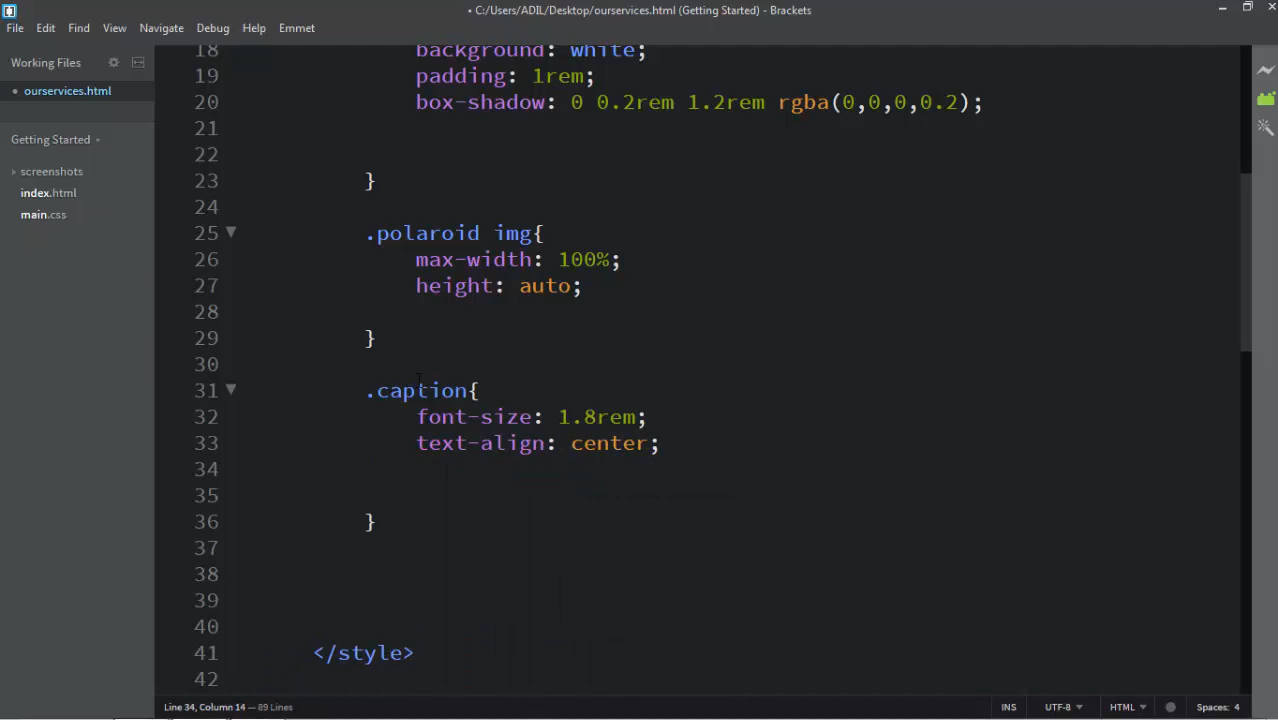 • C:/Users/ADIL/Desktop/ourservices.html (Getting Started) - Brackets
File Edit Find View Navigate Debug Help Emmet
Working Files
• ourservices.html
Getting Started
screenshots
index.html
main.css
18 background: white;
19 padding: 1rem;
20 box-shadow: 0 0.2rem 1.2rem rgba(0,0,0,0.2);
21
22
23 }
24
25 .polaroid img{
26 max-width: 100%;
27 height: auto;
28
29 }
30
31 .caption{
32 font-size: 1.8rem;
33 text-align: center;
34
35
36 }
37
38
39
40
41 </style>
42
Line 34, Column 14 — 89 Lines INS UTF-8 HTML Spaces: 4